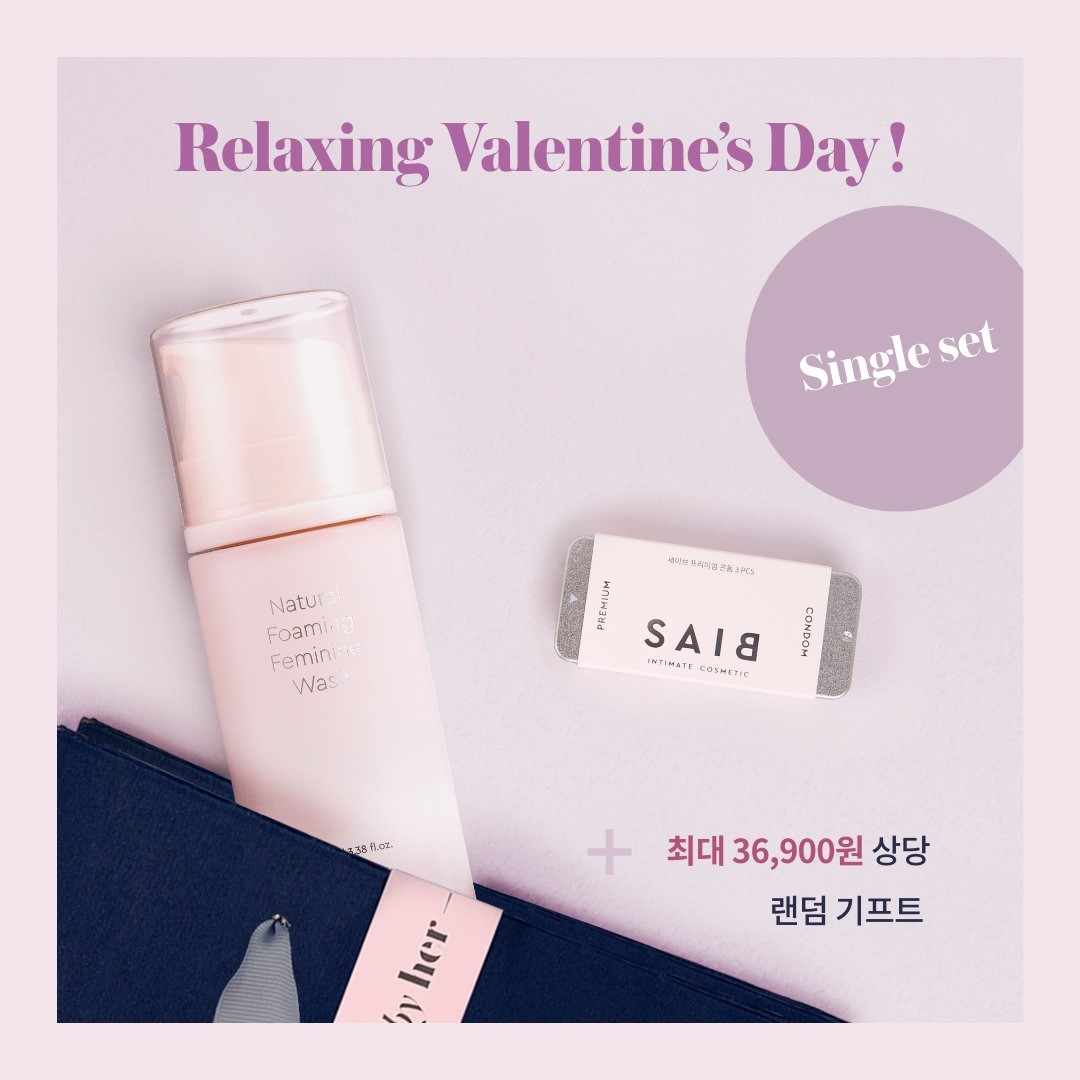 Relaxing Valentine's Day !
Single set
Natural
Foaming
Feminine
Wash
3.38 fl.oz.
세이브 프리미엄 콘돔 3 PCS
PREMIUM
SAIB
INTIMATE COSMETIC
CONDOM
+ 최대 36,900원 상당
랜덤 기프트
by her